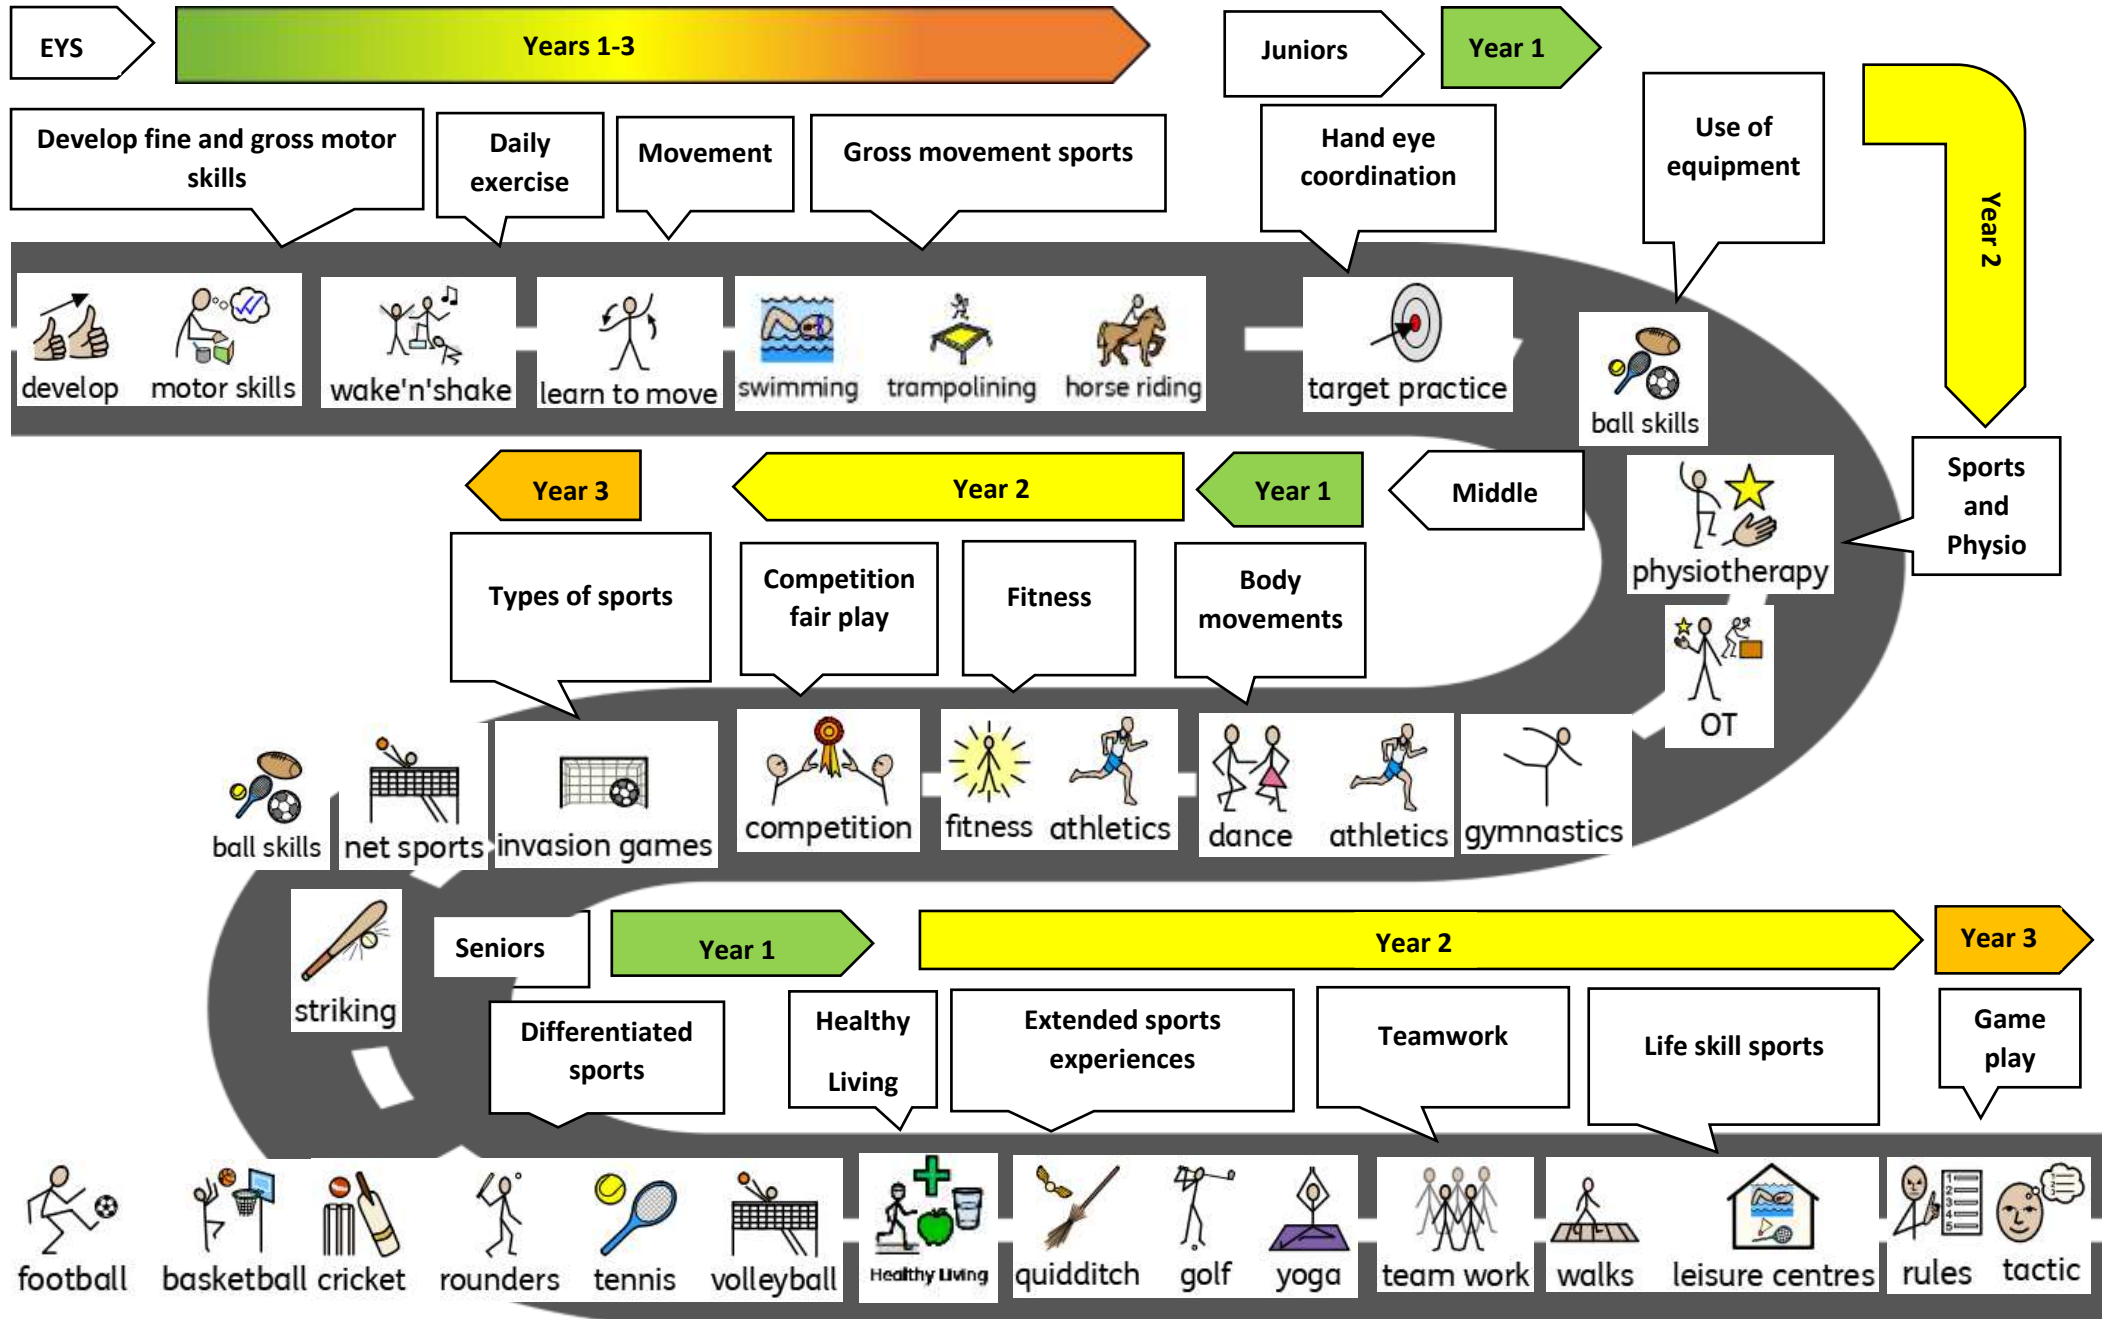 EYS
Years 1-3
Juniors
Year 1
Year 2
Develop fine and gross motor
skills
Daily
exercise
Movement
Gross movement sports
Hand eye
coordination
Use of
equipment
develop
motor skills
wake'n'shake
learn to move
swimming
trampolining
horse riding
target practice
ball skills
Sports
and
Physio
physiotherapy
OT
Middle
Year 1
Year 2
Year 3
Body
movements
Fitness
Competition
fair play
Types of sports
gymnastics
athletics
dance
athletics
fitness
competition
invasion games
net sports
ball skills
striking
Seniors
Year 1
Year 2
Year 3
Differentiated
sports
Healthy
Living
Extended sports
experiences
Teamwork
Life skill sports
Game
play
football
basketball
cricket
rounders
tennis
volleyball
Healthy Living
quidditch
golf
yoga
team work
walks
leisure centres
1
2
3
4
5
rules
tactic